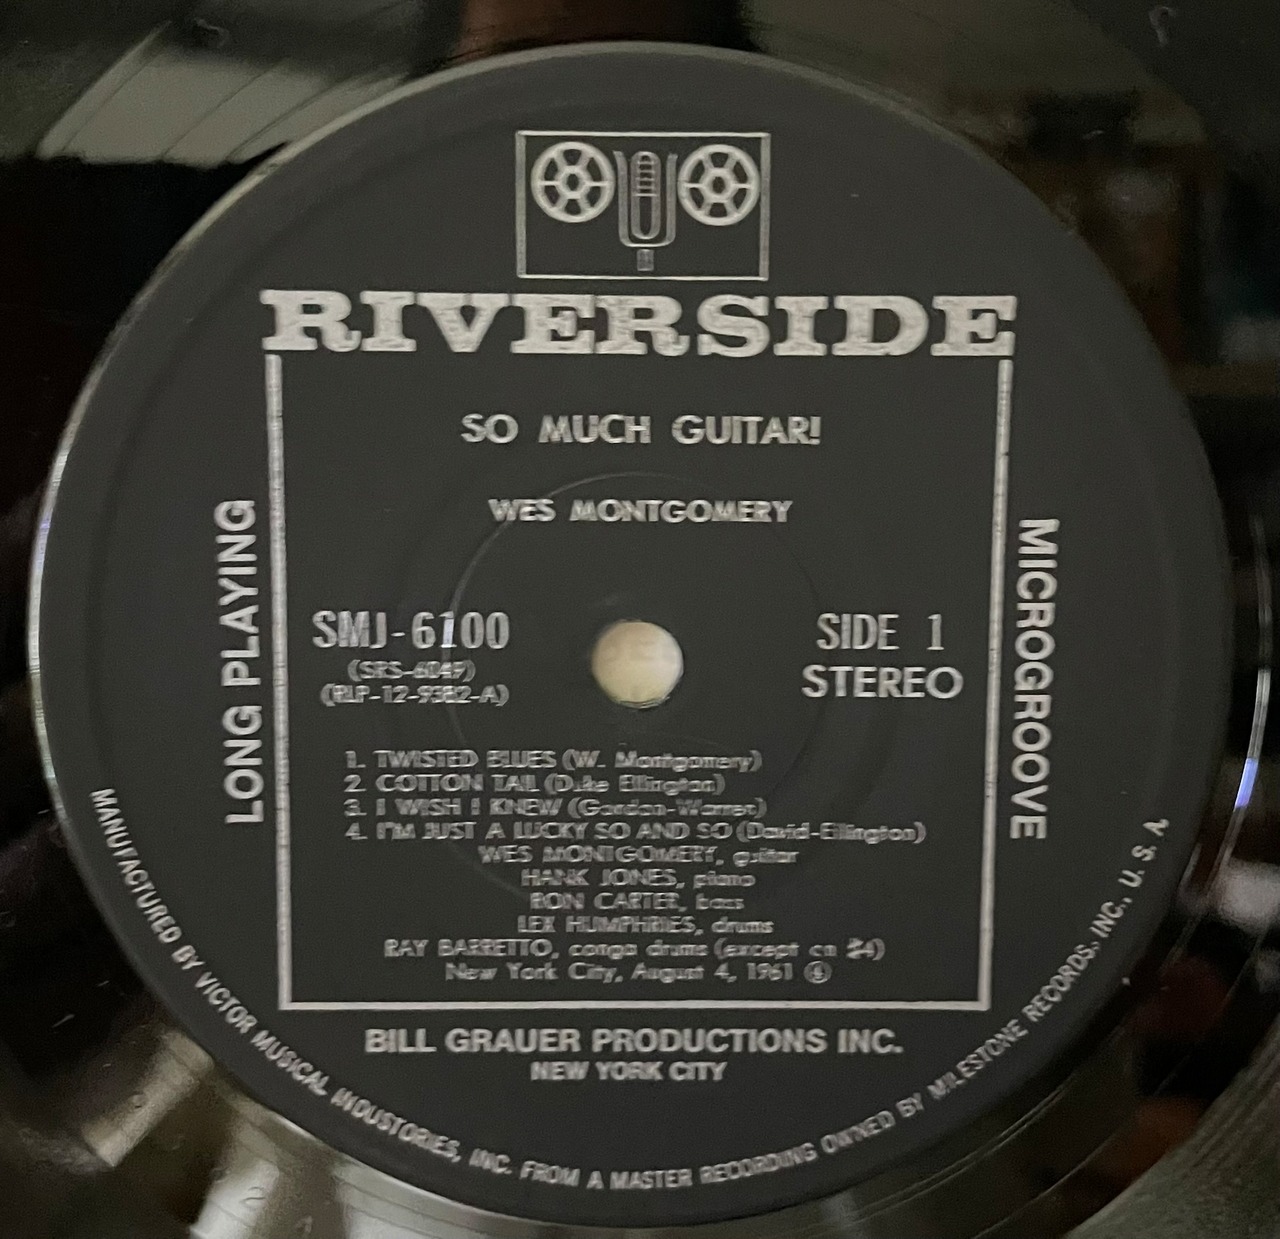 RIVERSIDE
SO MUCH GUITAR!
WES MONTGOMERY
LONG PLAYING
MICROGROOVE
SMJ-6100
(SRS-6049)
(RLP-12-9382-A)
SIDE 1
STEREO
1. TWISTED BLUES (W. Montgomery)
2. COTTON TAIL (Duke Ellington)
3. I WISH I KNEW (Gordon-Warren)
4. I'M JUST A LUCKY SO AND SO (David-Ellington)
WES MONTGOMERY, guitar
HANK JONES, piano
RON CARTER, bass
LEX HUMPHRIES, drums
RAY BARRETTO, conga drums (except on #4)
New York City, August 4, 1961
BILL GRAUER PRODUCTIONS INC.
NEW YORK CITY
MANUFACTURED BY VICTOR MUSICAL INDUSTORIES, INC. FROM A MASTER RECORDING OWNED BY MILESTONE RECORDS, INC., U. S. A.